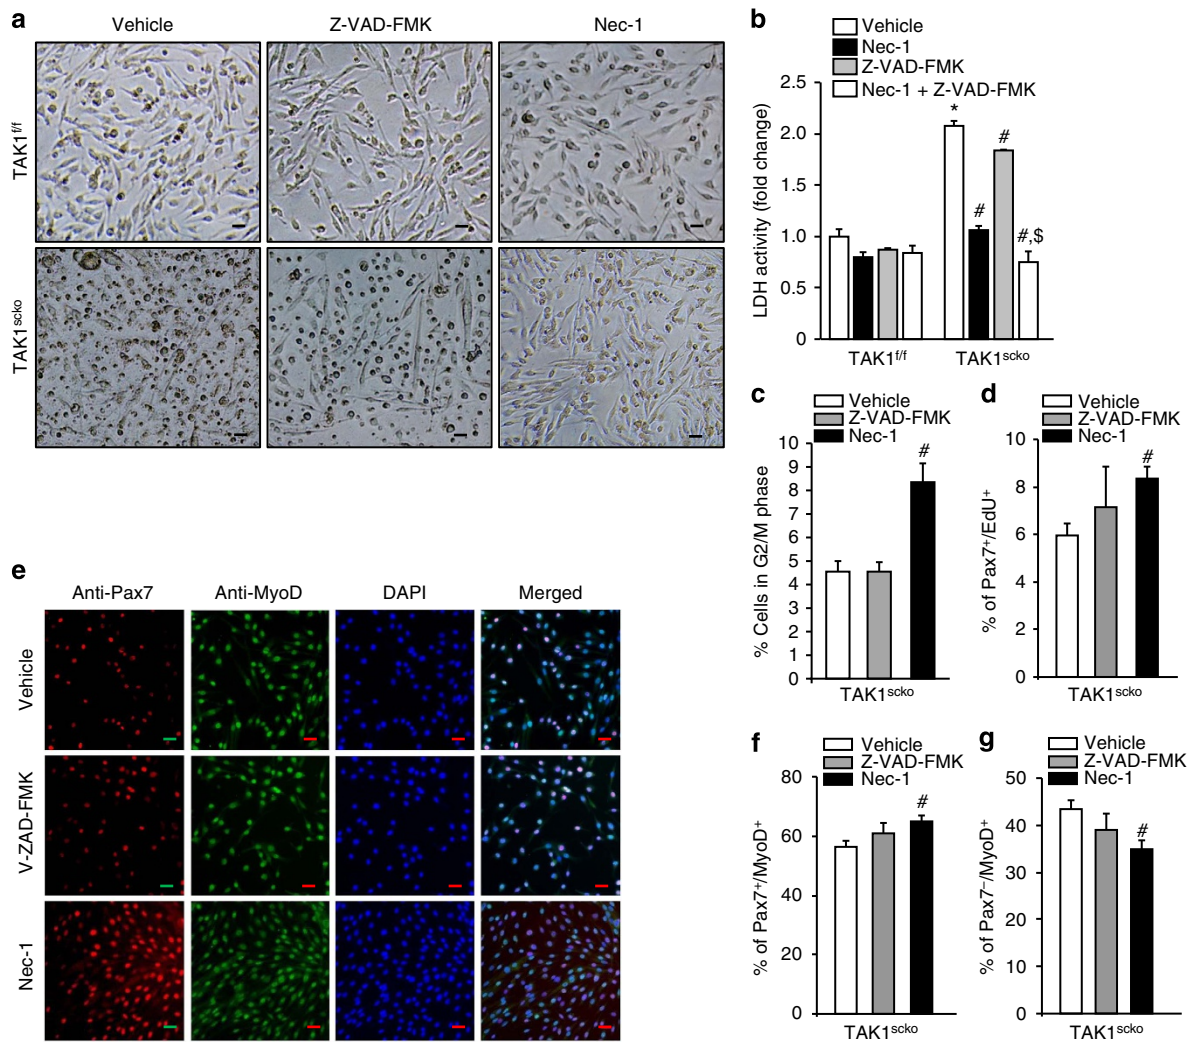 a
Vehicle Z-VAD-FMK Nec-1
TAK1f/f
TAK1scko
b
Vehicle
Nec-1
Z-VAD-FMK
Nec-1 + Z-VAD-FMK
LDH activity (fold change)
2.5
2.0
1.5
1.0
0.5
0
*
#
#
#,$
TAK1f/f TAK1scko
c
Vehicle
Z-VAD-FMK
Nec-1
% Cells in G2/M phase
10
9
8
7
6
5
4
3
2
1
0
#
TAK1scko
d
Vehicle
Z-VAD-FMK
Nec-1
% of Pax7+/EdU+
10
8
6
4
2
0
#
TAK1scko
e
Anti-Pax7 Anti-MyoD DAPI Merged
Vehicle
V-ZAD-FMK
Nec-1
f
Vehicle
Z-VAD-FMK
Nec-1
% of Pax7+/MyoD+
80
60
40
20
0
#
TAK1scko
g
Vehicle
Z-VAD-FMK
Nec-1
% of Pax7−/MyoD+
50
40
30
20
10
0
#
TAK1scko